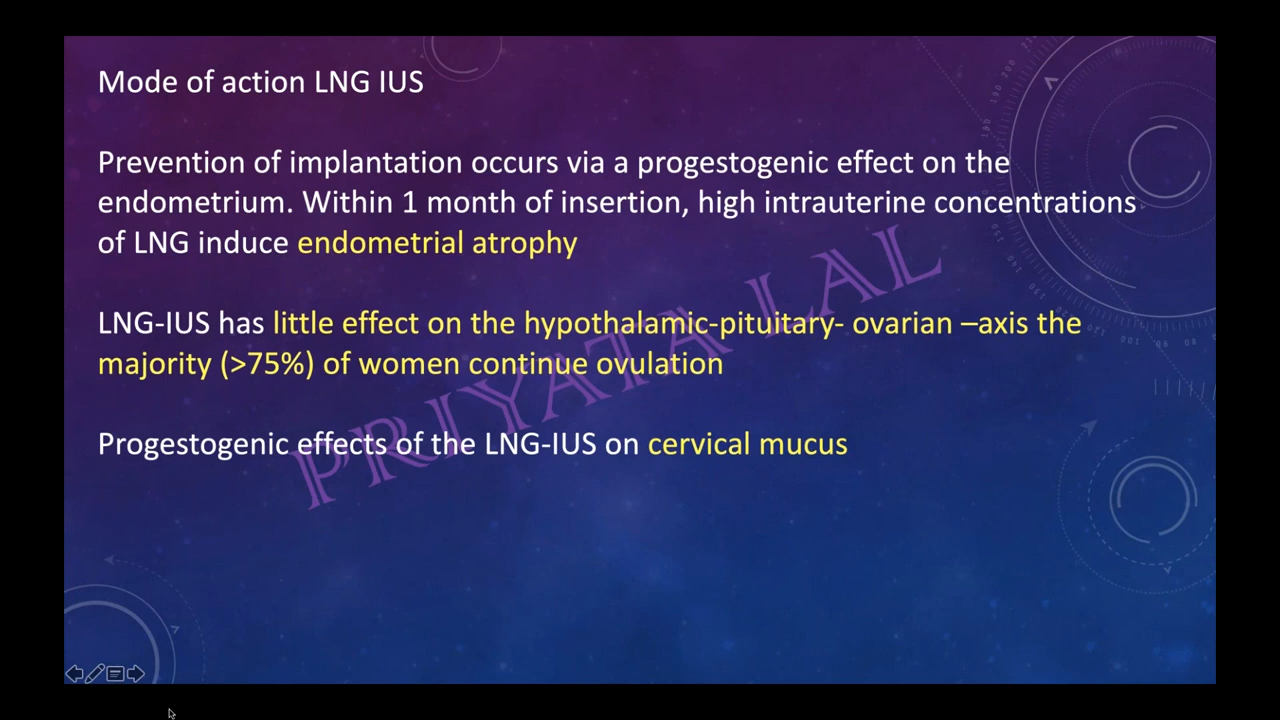 Mode of action LNG IUS
Prevention of implantation occurs via a progestogenic effect on the
endometrium. Within 1 month of insertion, high intrauterine concentrations
of LNG induce endometrial atrophy
LNG-IUS has little effect on the hypothalamic-pituitary- ovarian –axis the
majority (>75%) of women continue ovulation
Progestogenic effects of the LNG-IUS on cervical mucus
PRIYATA LAL